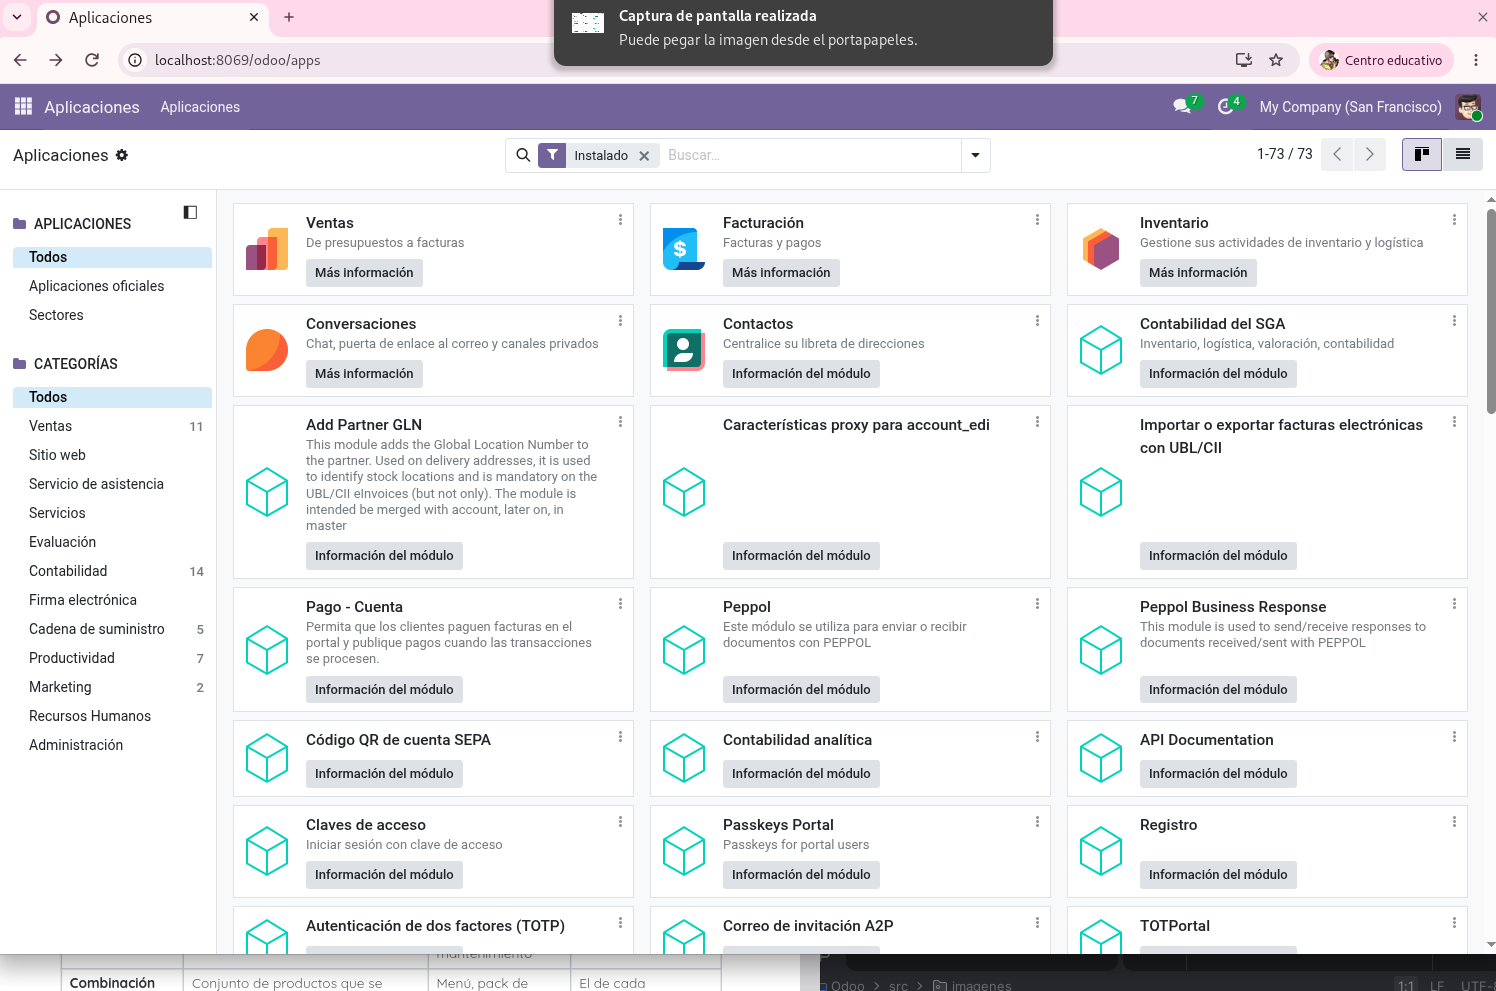 Aplicaciones
Captura de pantalla realizada
Puede pegar la imagen desde el portapapeles.
localhost:8069/odoo/apps
Centro educativo
Aplicaciones
Aplicaciones
7
4
My Company (San Francisco)
Aplicaciones
Instalado
Buscar...
1-73 / 73
APLICACIONES
Todos
Aplicaciones oficiales
Sectores
CATEGORÍAS
Todos
Ventas 11
Sitio web
Servicio de asistencia
Servicios
Evaluación
Contabilidad 14
Firma electrónica
Cadena de suministro 5
Productividad 7
Marketing 2
Recursos Humanos
Administración
Ventas
De presupuestos a facturas
Más información
Facturación
Facturas y pagos
Más información
Inventario
Gestione sus actividades de inventario y logística
Más información
Conversaciones
Chat, puerta de enlace al correo y canales privados
Más información
Contactos
Centralice su libreta de direcciones
Información del módulo
Contabilidad del SGA
Inventario, logística, valoración, contabilidad
Información del módulo
Add Partner GLN
This module adds the Global Location Number to
the partner. Used on delivery addresses, it is used
to identify stock locations and is mandatory on the
UBL/CII eInvoices (but not only). The module is
intended be merged with account, later on, in
master
Información del módulo
Características proxy para account_edi
Información del módulo
Importar o exportar facturas electrónicas
con UBL/CII
Información del módulo
Pago - Cuenta
Permita que los clientes paguen facturas en el
portal y publique pagos cuando las transacciones
se procesen.
Información del módulo
Peppol
Este módulo se utiliza para enviar o recibir
documentos con PEPPOL
Información del módulo
Peppol Business Response
This module is used to send/receive responses to
documents received/sent with PEPPOL
Información del módulo
Código QR de cuenta SEPA
Información del módulo
Contabilidad analítica
Información del módulo
API Documentation
Información del módulo
Claves de acceso
Iniciar sesión con clave de acceso
Información del módulo
Passkeys Portal
Passkeys for portal users
Información del módulo
Registro
Información del módulo
Autenticación de dos factores (TOTP)
Correo de invitación A2P
TOTPortal
mantenimiento
Combinación
Conjunto de productos que se
Menú, pack de
El de cada
Odoo > src > imagenes
1:1 LF UTF-8